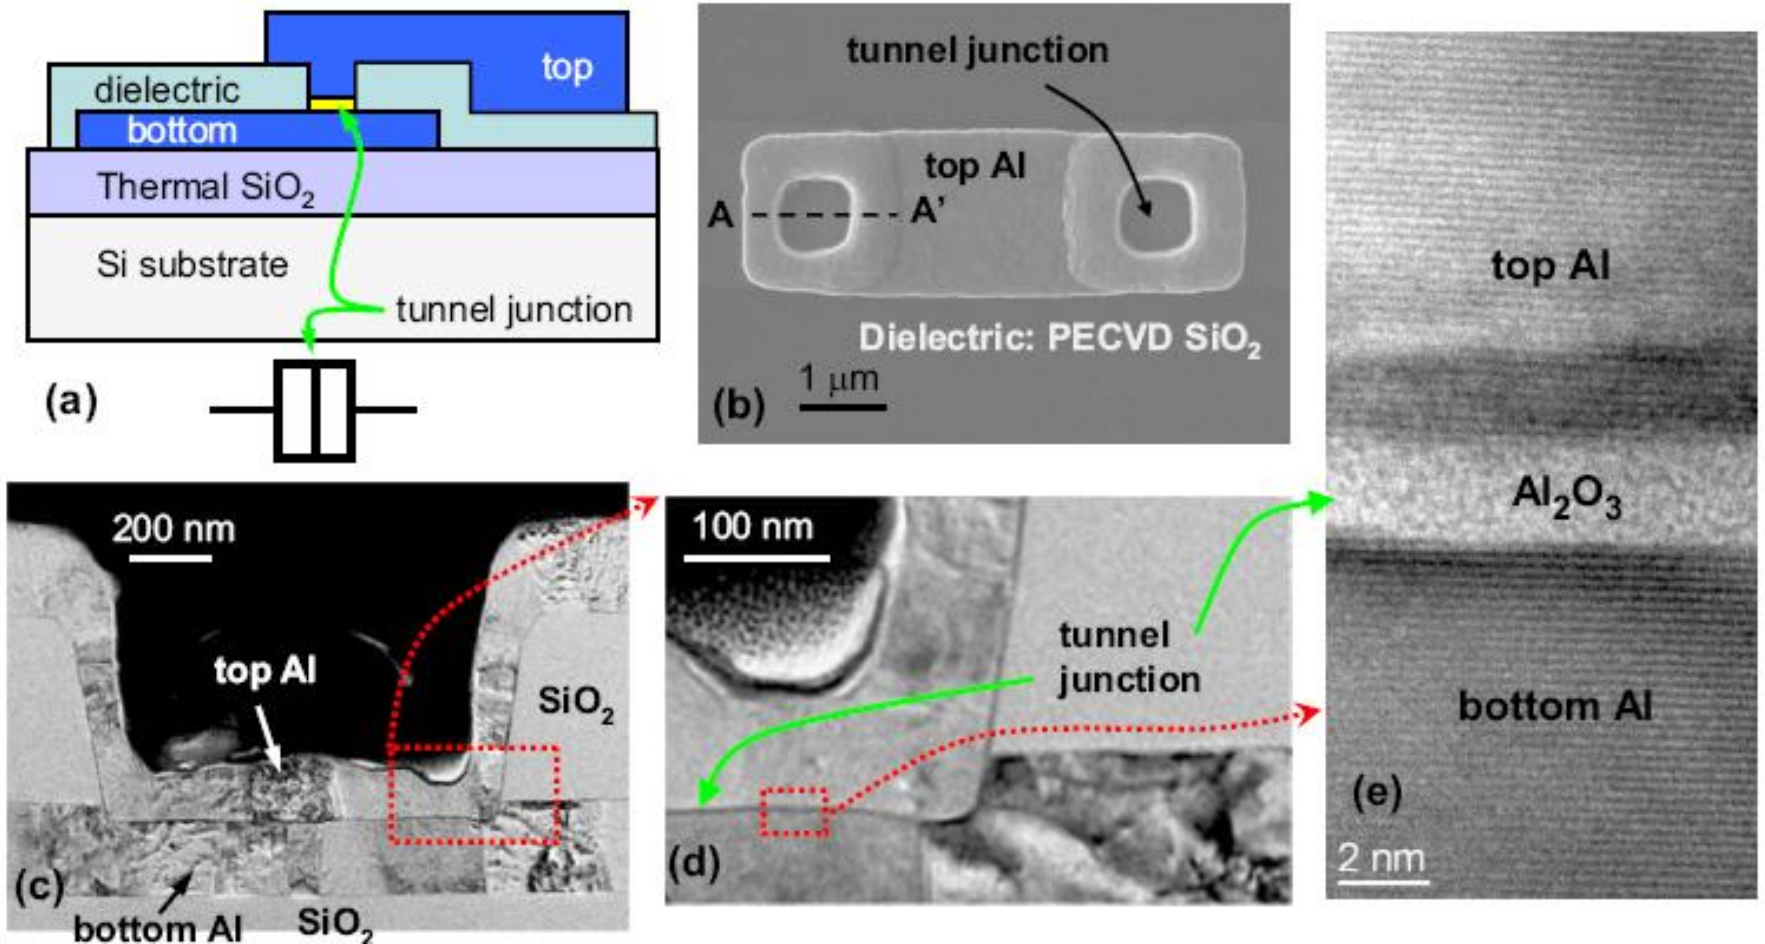 top
dielectric
bottom
Thermal SiO₂
Si substrate
tunnel junction
(a)
tunnel junction
top Al
A
A’
Dielectric: PECVD SiO₂
1 μm
(b)
200 nm
top Al
SiO₂
(c)
bottom Al
SiO₂
100 nm
tunnel
junction
(d)
top Al
Al₂O₃
bottom Al
(e)
2 nm